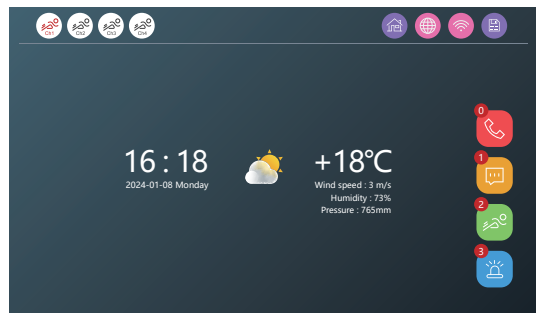 Ch1 Ch2 Ch3 Ch4
0
1
16 : 18
+18℃
2024-01-08 Monday
Wind speed : 3 m/s
Humidity : 73%
Pressure : 765mm
2
3